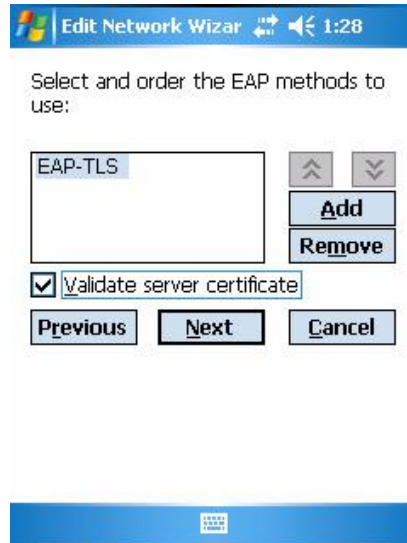 Edit Network Wizar 1:28
Select and order the EAP methods to
use:
EAP-TLS
Add
Remove
Validate server certificate
Previous Next Cancel